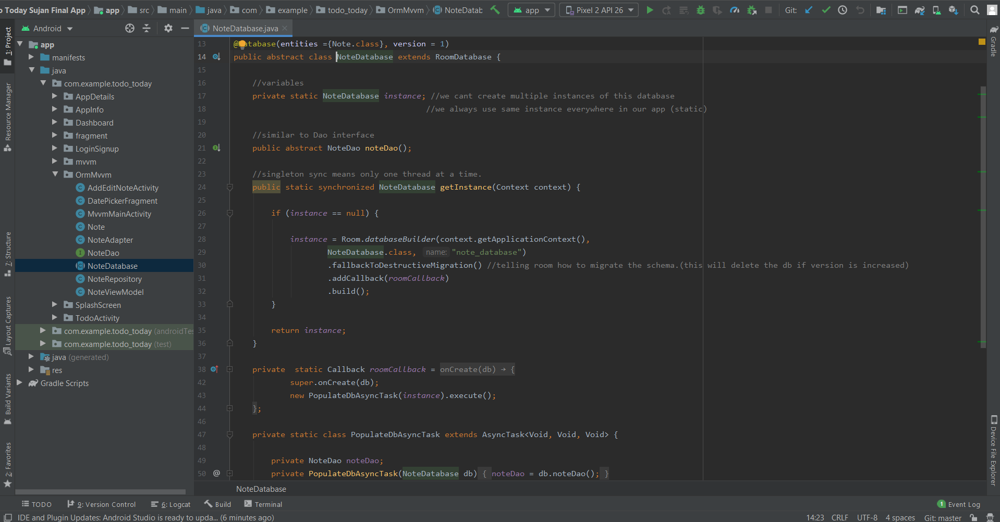 o Today Sujan Final App
app
src
main
java
com
example
todo_today
OrmMvvm
NoteDatab
app
Pixel 2 API 26
Git:
Android
NoteDatabase.java
1: Project
Resource Manager
7: Structure
Layout Captures
Build Variants
2: Favorites
app
manifests
java
com.example.todo_today
AppDetails
AppInfo
Dashboard
fragment
LoginSignup
mvvm
OrmMvvm
AddEditNoteActivity
DatePickerFragment
MvvmMainActivity
Note
NoteAdapter
NoteDao
NoteDatabase
NoteRepository
NoteViewModel
SplashScreen
TodoActivity
com.example.todo_today (androidTes
com.example.todo_today (test)
java (generated)
res
Gradle Scripts
13 @Database(entities ={Note.class}, version = 1)
14 public abstract class NoteDatabase extends RoomDatabase {
15
16 //variables
17 private static NoteDatabase instance; //we cant create multiple instances of this database
18 //we always use same instance everywhere in our app (static)
19
20 //similar to Dao interface
21 public abstract NoteDao noteDao();
22
23 //singleton sync means only one thread at a time.
24 public static synchronized NoteDatabase getInstance(Context context) {
25
26 if (instance == null) {
27
28 instance = Room.databaseBuilder(context.getApplicationContext(),
29 NoteDatabase.class, name: "note_database")
30 .fallbackToDestructiveMigration() //telling room how to migrate the schema.(this will delete the db if version is increased)
31 .addCallback(roomCallback)
32 .build();
33 }
34
35 return instance;
36 }
37
38 private static Callback roomCallback = onCreate(db) → {
42 super.onCreate(db);
43 new PopulateDbAsyncTask(instance).execute();
44 };
46
47 private static class PopulateDbAsyncTask extends AsyncTask<Void, Void, Void> {
48
49 private NoteDao noteDao;
50 @ private PopulateDbAsyncTask(NoteDatabase db) { noteDao = db.noteDao(); }
NoteDatabase
Gradle
Device File Explorer
TODO
9: Version Control
6: Logcat
Build
Terminal
1 Event Log
IDE and Plugin Updates: Android Studio is ready to upda... (6 minutes ago)
14:23 CRLF UTF-8 4 spaces Git: master